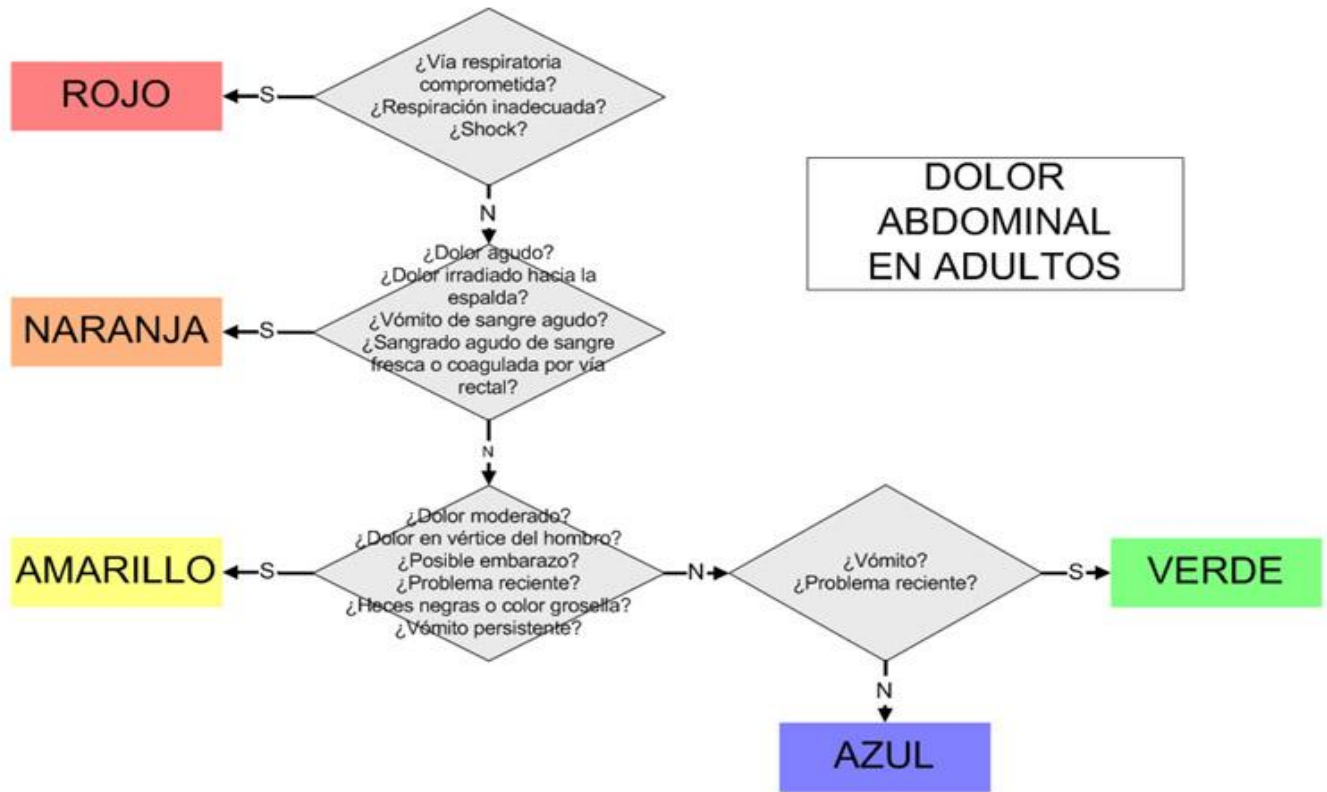 ¿Vía respiratoria
comprometida?
¿Respiración inadecuada?
¿Shock?
ROJO
S
N
DOLOR
ABDOMINAL
EN ADULTOS
¿Dolor agudo?
¿Dolor irradiado hacia la
espalda?
¿Vómito de sangre agudo?
¿Sangrado agudo de sangre
fresca o coagulada por vía
rectal?
NARANJA
S
N
¿Dolor moderado?
¿Dolor en vértice del hombro?
¿Posible embarazo?
¿Problema reciente?
¿Heces negras o color grosella?
¿Vómito persistente?
AMARILLO
S
N
¿Vómito?
¿Problema reciente?
S
VERDE
N
AZUL